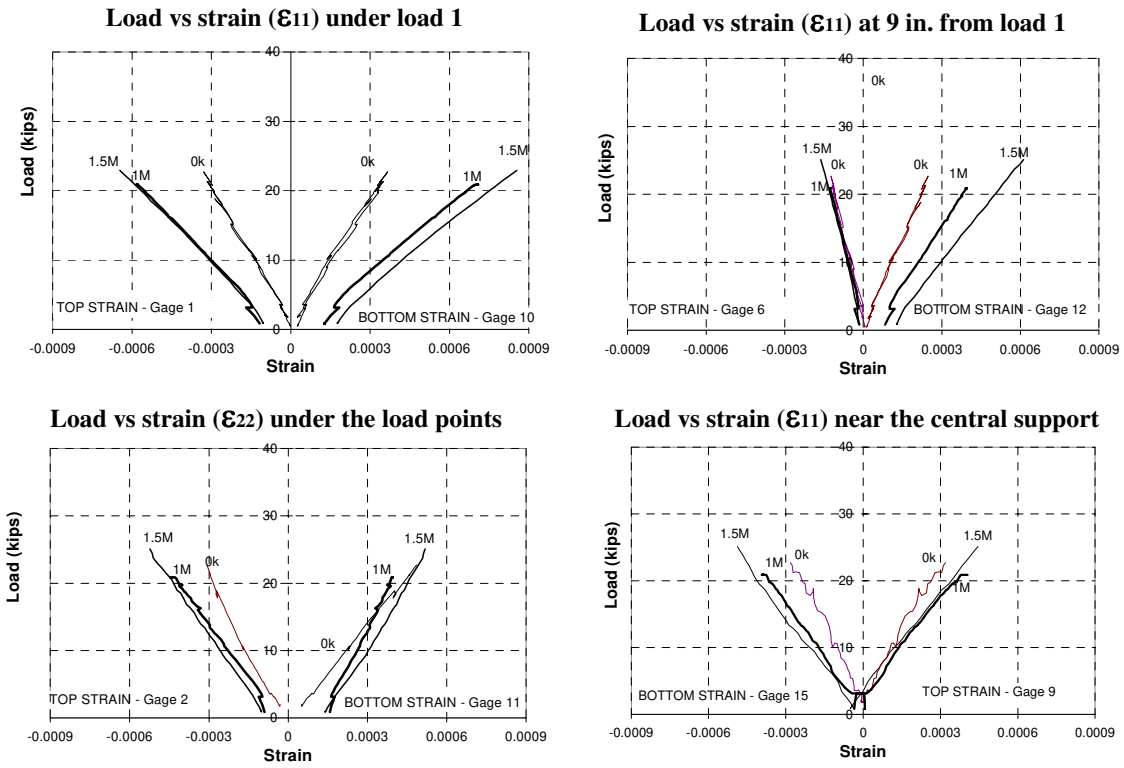 Load vs strain (ε11) under load 1
40
30
20
10
0
Load (kips)
1.5M
1M
0k
0k
1M
1.5M
TOP STRAIN - Gage 1
BOTTOM STRAIN - Gage 10
-0.0009 -0.0006 -0.0003 0 0.0003 0.0006 0.0009
Strain
Load vs strain (ε11) at 9 in. from load 1
40
30
20
10
0
Load (kips)
0k
1.5M
0k
1M
0k
1M
1.5M
TOP STRAIN - Gage 6
BOTTOM STRAIN - Gage 12
-0.0009 -0.0006 -0.0003 0 0.0003 0.0006 0.0009
Strain
Load vs strain (ε22) under the load points
40
30
20
10
0
Load (kips)
1.5M
1M
0k
1.5M
1M
0k
TOP STRAIN - Gage 2
BOTTOM STRAIN - Gage 11
-0.0009 -0.0006 -0.0003 0 0.0003 0.0006 0.0009
Strain
Load vs strain (ε11) near the central support
40
30
20
10
0
Load (kips)
1.5M
1M
0k
0k
1.5M
1M
BOTTOM STRAIN - Gage 15
TOP STRAIN - Gage 9
-0.0009 -0.0006 -0.0003 0 0.0003 0.0006 0.0009
Strain